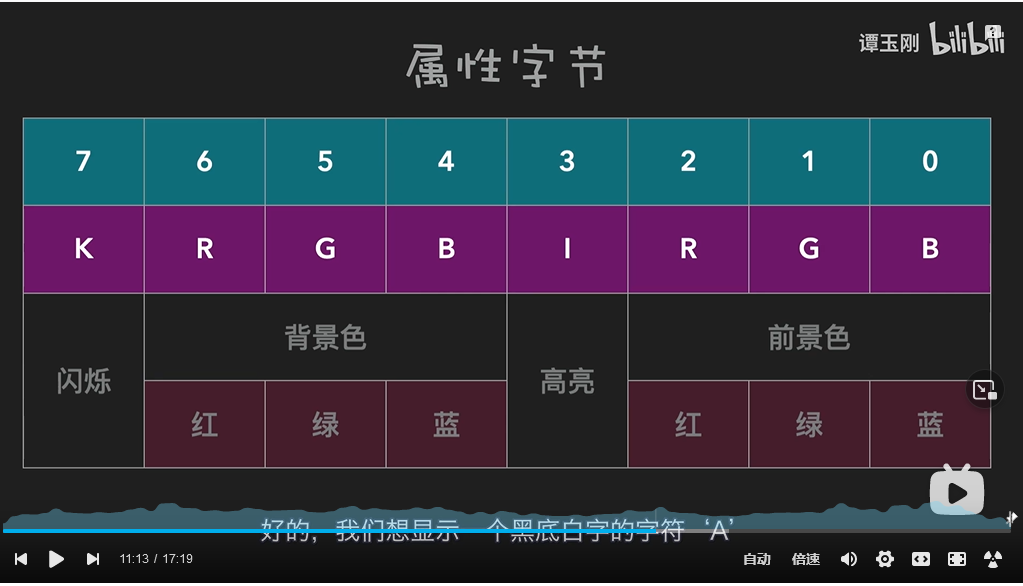 谭玉刚 bilibili
属性字节
7 6 5 4 3 2 1 0
K R G B I R G B
背景色 前景色
闪烁 高亮
红 绿 蓝 红 绿 蓝
好的，我们想显示一个黑底白字的字符‘A’
11:13 / 17:19 自动 倍速